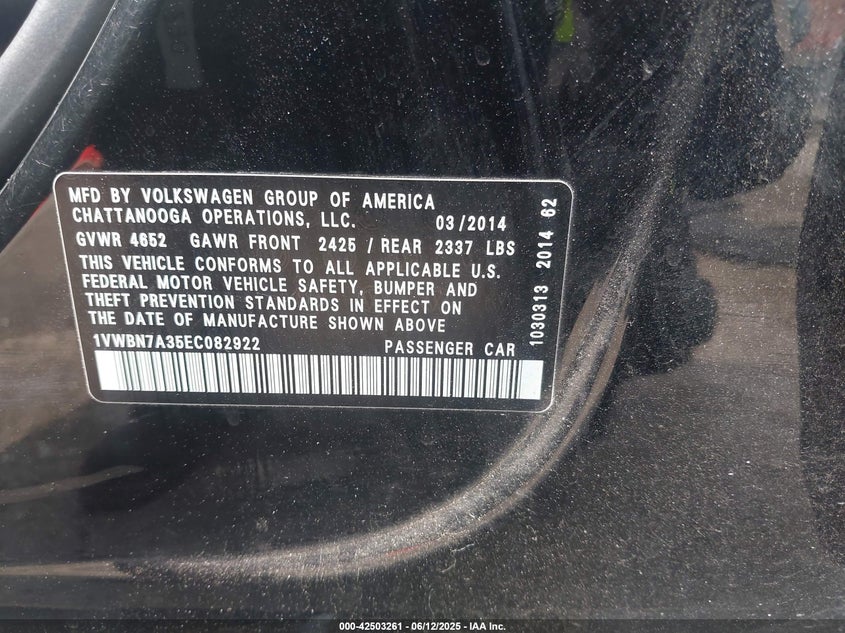 MFD BY VOLKSWAGEN GROUP OF AMERICA
CHATTANOOGA OPERATIONS, LLC. 03/2014
GVWR 4652 GAWR FRONT 2425 / REAR 2337 LBS
THIS VEHICLE CONFORMS TO ALL APPLICABLE U.S.
FEDERAL MOTOR VEHICLE SAFETY, BUMPER AND
THEFT PREVENTION STANDARDS IN EFFECT ON
THE DATE OF MANUFACTURE SHOWN ABOVE
1VWBN7A35EC082922 PASSENGER CAR
1030313 2014 62
000-42503261 - 06/12/2025 - IAA Inc.